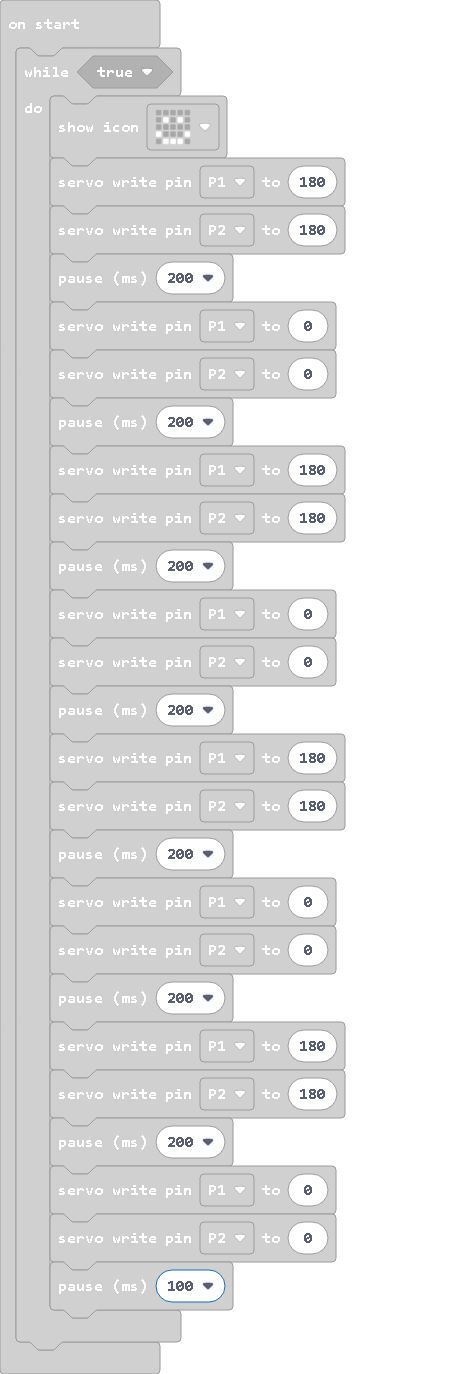 on start
while true
do
show icon
servo write pin P1 to 180
servo write pin P2 to 180
pause (ms) 200
servo write pin P1 to 0
servo write pin P2 to 0
pause (ms) 200
servo write pin P1 to 180
servo write pin P2 to 180
pause (ms) 200
servo write pin P1 to 0
servo write pin P2 to 0
pause (ms) 200
servo write pin P1 to 180
servo write pin P2 to 180
pause (ms) 200
servo write pin P1 to 0
servo write pin P2 to 0
pause (ms) 200
servo write pin P1 to 180
servo write pin P2 to 180
pause (ms) 200
servo write pin P1 to 0
servo write pin P2 to 0
pause (ms) 100